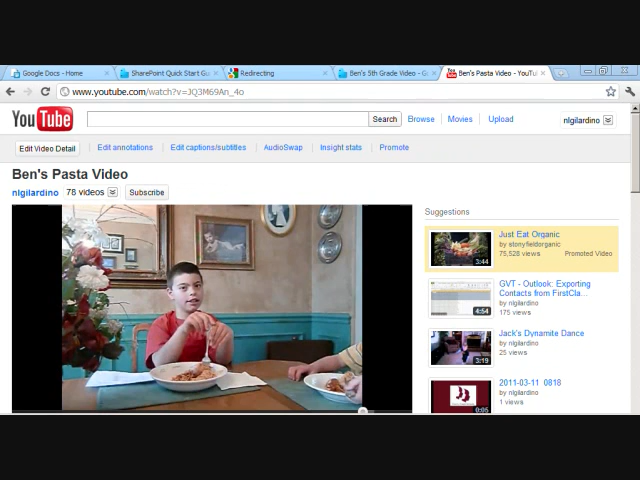 Google Docs - Home
SharePoint Quick Start Gu
Redirecting
Ben's 5th Grade Video - G
Ben's Pasta Video - YouTu
www.youtube.com/watch?v=JQ3M69An_4o
YouTube
Search
Browse
Movies
Upload
nlgilardino
Edit Video Detail
Edit annotations
Edit captions/subtitles
AudioSwap
Insight stats
Promote
Ben's Pasta Video
nlgilardino 78 videos
Subscribe
Suggestions
Just Eat Organic
by stonyfieldorganic
75,528 views
Promoted Video
3:44
GVT - Outlook: Exporting
Contacts from FirstCla...
by nlgilardino
175 views
4:54
Jack's Dynamite Dance
by nlgilardino
25 views
3:19
2011-03-11 0818
by nlgilardino
1 views
0:05